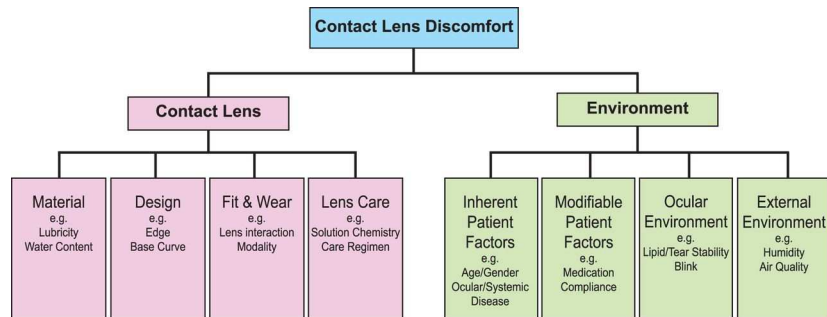 Contact Lens Discomfort
Contact Lens
Environment
Material
e.g.
Lubricity
Water Content
Design
e.g.
Edge
Base Curve
Fit & Wear
e.g.
Lens interaction
Modality
Lens Care
e.g.
Solution Chemistry
Care Regimen
Inherent
Patient
Factors
e.g.
Age/Gender
Ocular/Systemic
Disease
Modifiable
Patient
Factors
e.g.
Medication
Compliance
Ocular
Environment
e.g.
Lipid/Tear Stability
Blink
External
Environment
e.g.
Humidity
Air Quality